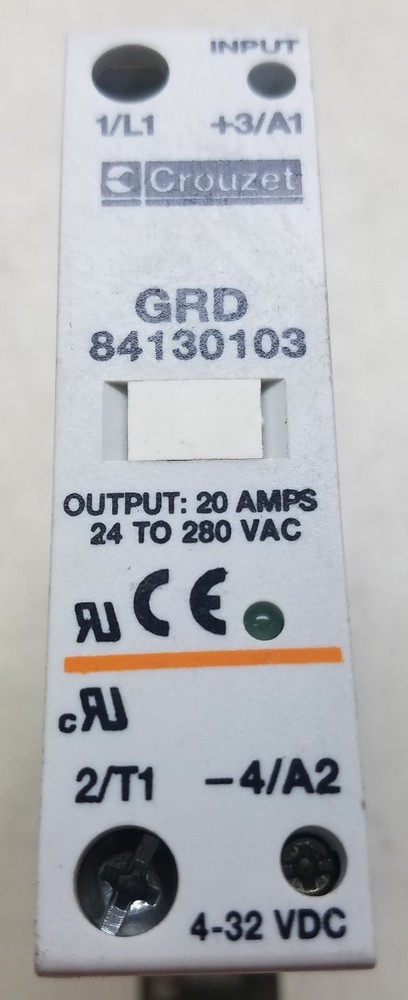 INPUT
1/L1 +3/A1
Crouzet
GRD
84130103
OUTPUT: 20 AMPS
24 TO 280 VAC
CE
cRU
2/T1 -4/A2
4-32 VDC